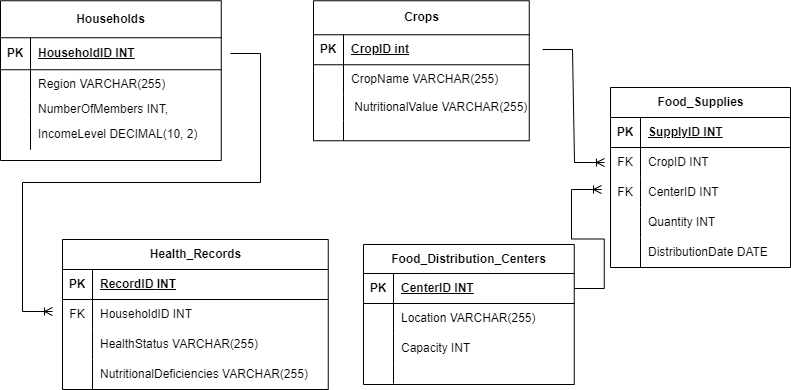 Households
PK HouseholdID INT
Region VARCHAR(255)
NumberOfMembers INT,
IncomeLevel DECIMAL(10, 2)
Crops
PK CropID int
CropName VARCHAR(255)
NutritionalValue VARCHAR(255)
Food_Supplies
PK SupplyID INT
FK CropID INT
FK CenterID INT
Quantity INT
DistributionDate DATE
Health_Records
PK RecordID INT
FK HouseholdID INT
HealthStatus VARCHAR(255)
NutritionalDeficiencies VARCHAR(255)
Food_Distribution_Centers
PK CenterID INT
Location VARCHAR(255)
Capacity INT